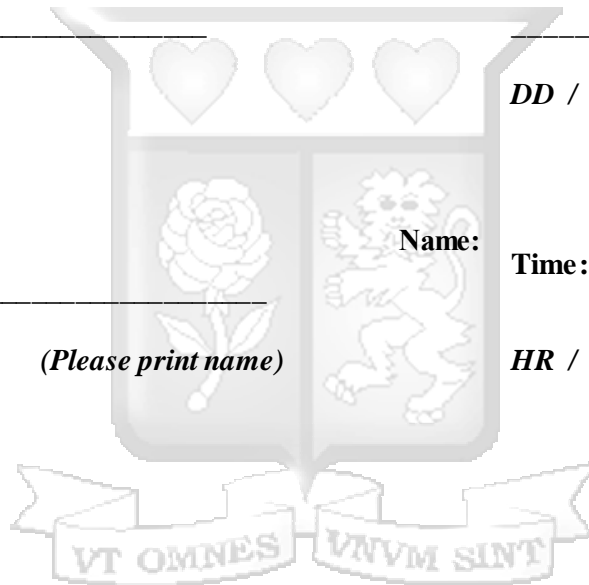 DD /
Name:
Time:
(Please print name)
HR /
VT OMNES VNVM SINT